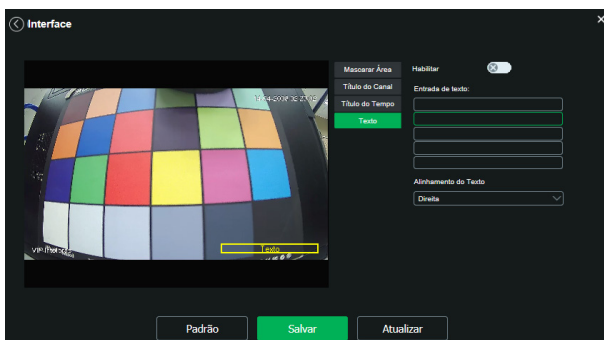 Interface
Mascarar Área
Título do Canal
Título do Tempo
Texto
Habilitar
Entrada de texto:
Alinhamento do Texto
Direita
Texto
Padrão
Salvar
Atualizar